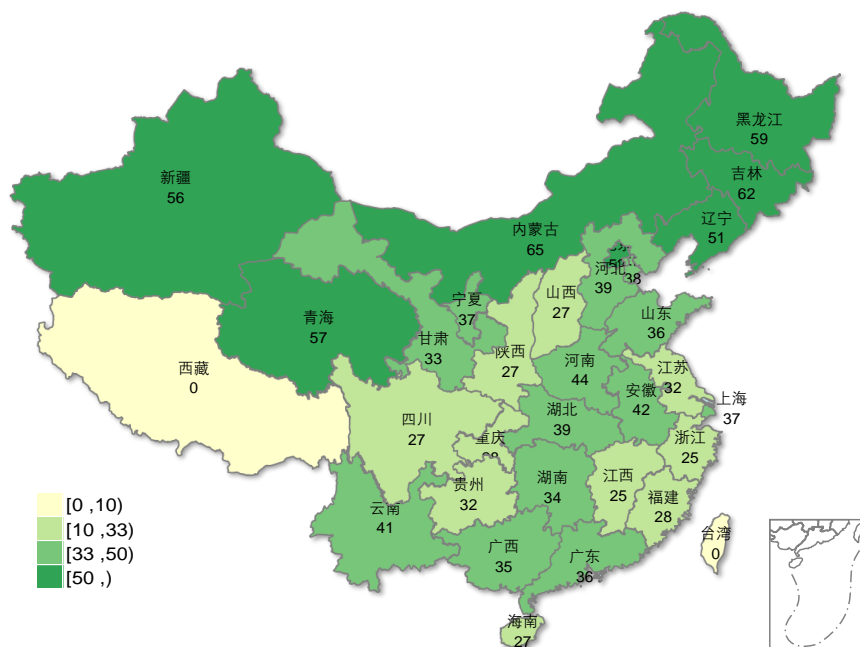 黑龙江
59
吉林
62
新疆
56
辽宁
51
内蒙古
65
河北
39
38
山西
27
宁夏
37
山东
36
青海
57
甘肃
33
陕西
27
河南
44
西藏
0
江苏
32
安徽
42
上海
37
湖北
39
四川
27
重庆
浙江
25
湖南
34
江西
25
贵州
32
福建
28
云南
41
台湾
0
广西
35
广东
36
海南
27
[0 ,10)
[10 ,33)
[33 ,50)
[50 ,)